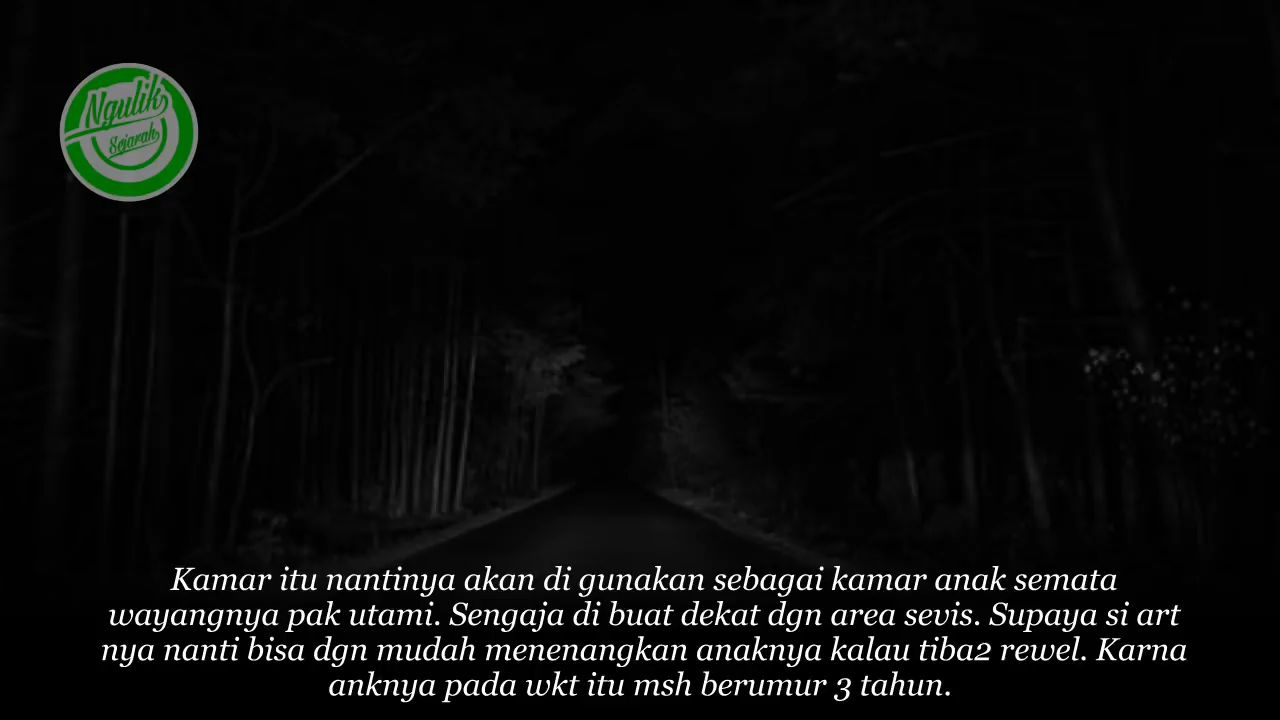 Ngulik
Sejarah
Kamar itu nantinya akan di gunakan sebagai kamar anak semata
wayangnya pak utami. Sengaja di buat dekat dgn area sevis. Supaya si art
nya nanti bisa dgn mudah menenangkan anaknya kalau tiba2 rewel. Karna
anknya pada wkt itu msh berumur 3 tahun.